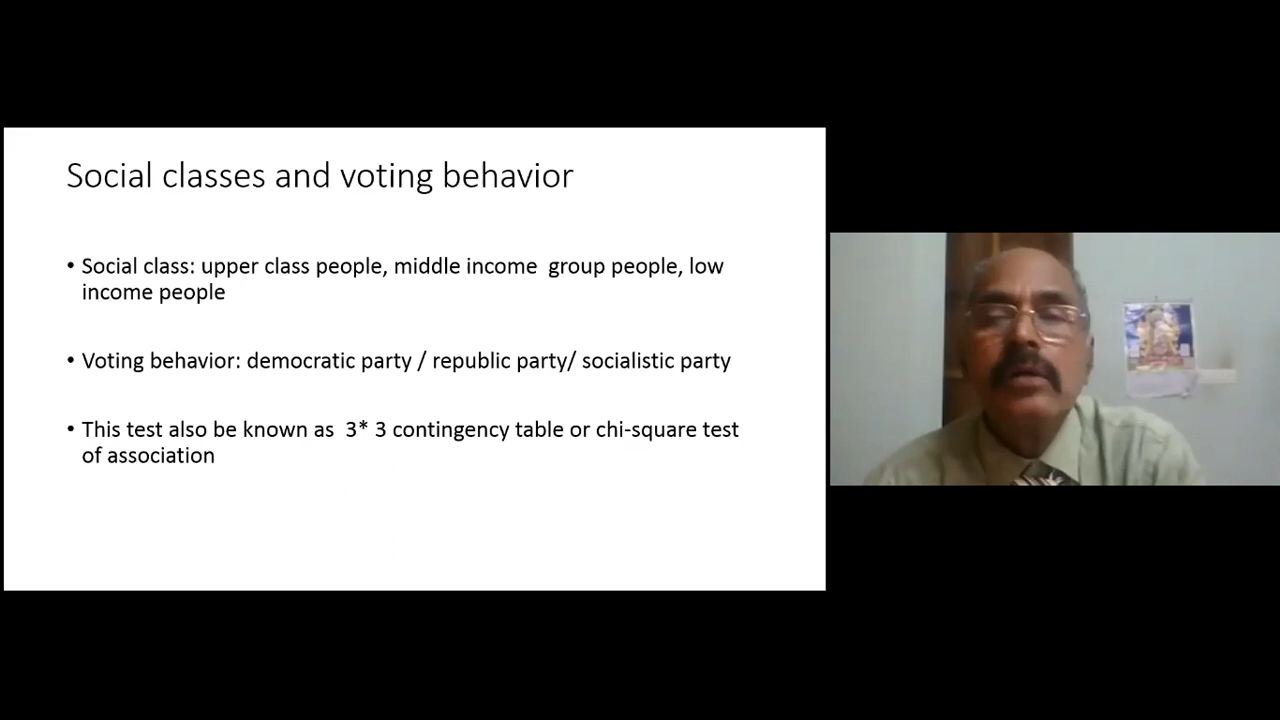 Social classes and voting behavior
• Social class: upper class people, middle income  group people, low
income people
• Voting behavior: democratic party / republic party/ socialistic party
• This test also be known as  3* 3 contingency table or chi-square test
of association